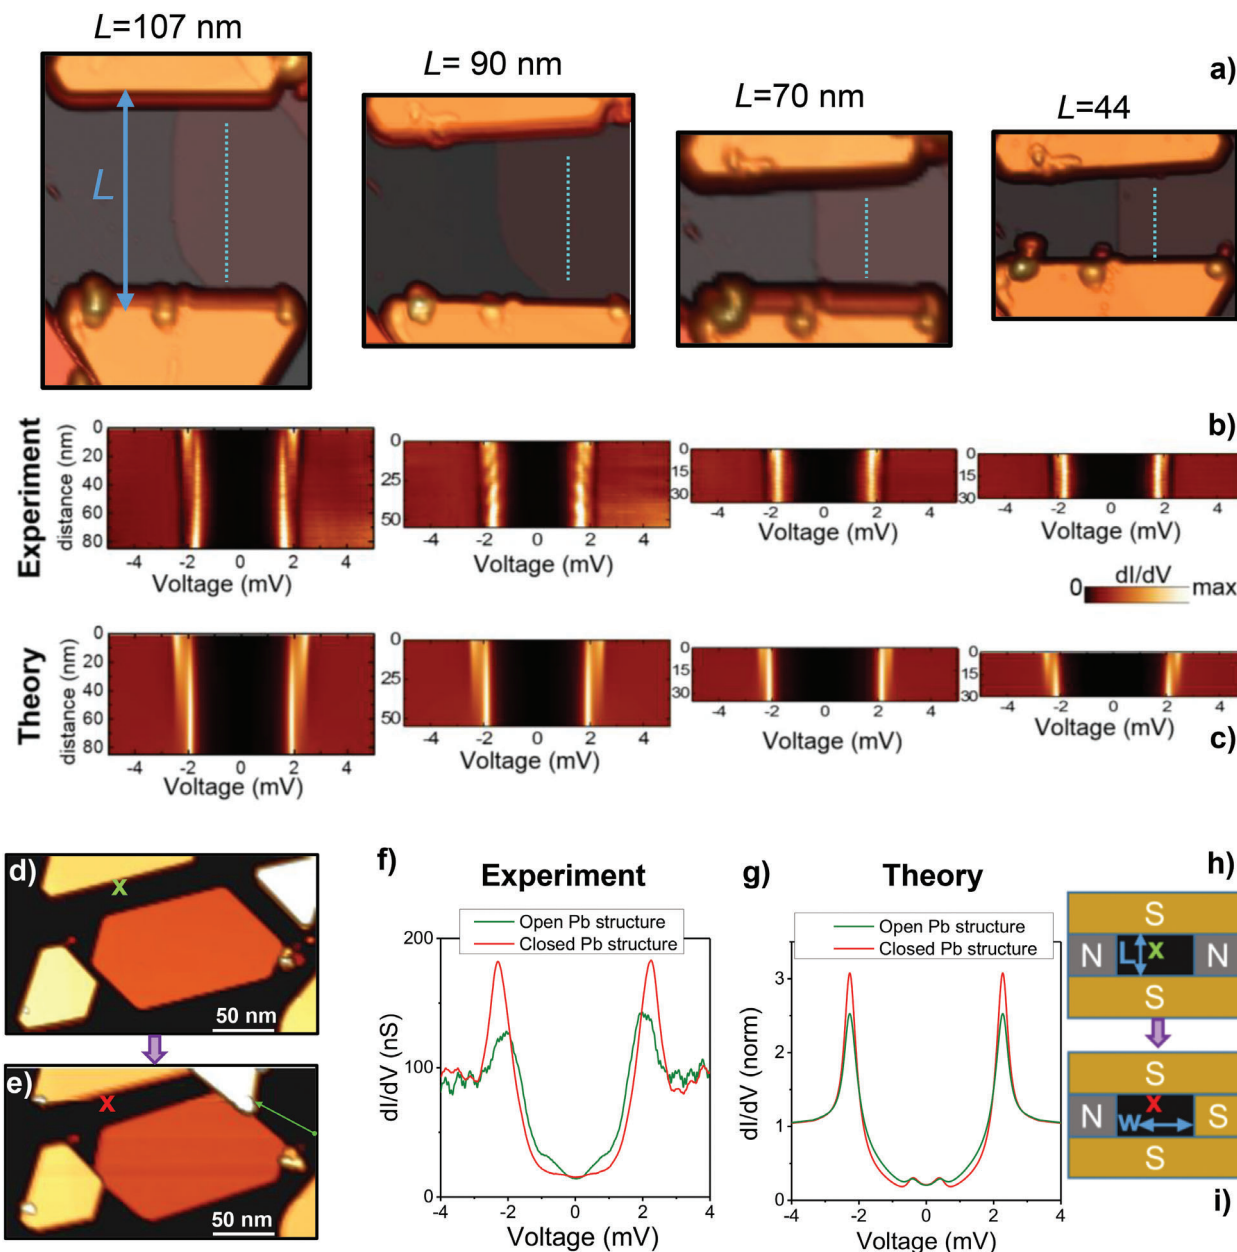 L=107 nm
L= 90 nm
L=70 nm
L=44
a)
L
Experiment
b)
distance (nm)
0
20
40
60
80
-4 -2 0 2 4
Voltage (mV)
0
25
50
-4 -2 0 2 4
Voltage (mV)
0
15
30
-4 -2 0 2 4
Voltage (mV)
0
15
30
-4 -2 0 2 4
Voltage (mV)
dI/dV
0 max
Theory
c)
distance (nm)
0
20
40
60
80
-4 -2 0 2 4
Voltage (mV)
0
25
50
-4 -2 0 2 4
Voltage (mV)
0
15
30
-4 -2 0 2 4
Voltage (mV)
0
15
30
-4 -2 0 2 4
Voltage (mV)
d)
X
50 nm
e)
X
50 nm
f)
Experiment
Open Pb structure
Closed Pb structure
dI/dV (nS)
200
100
0
-4 -2 0 2 4
Voltage (mV)
g)
Theory
Open Pb structure
Closed Pb structure
dI/dV (norm)
3
2
1
0
-4 -2 0 2 4
Voltage (mV)
h)
S
N L X N
S
S
N W X S
S
i)